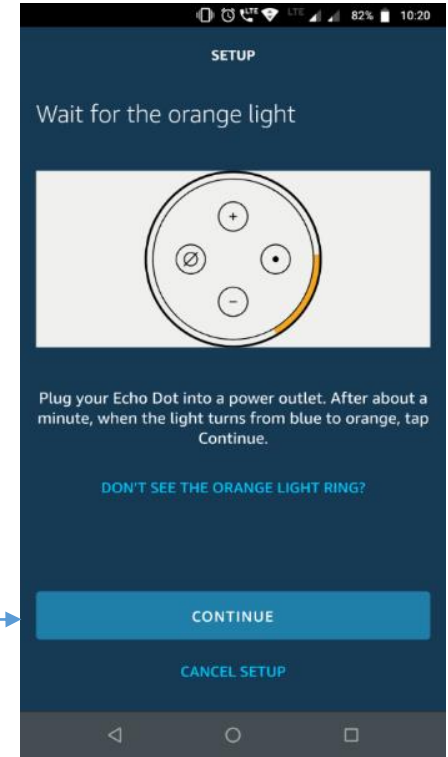 LTE LTE 82% 10:20
SETUP
Wait for the orange light
+
-
Plug your Echo Dot into a power outlet. After about a
minute, when the light turns from blue to orange, tap
Continue.
DON'T SEE THE ORANGE LIGHT RING?
CONTINUE
CANCEL SETUP